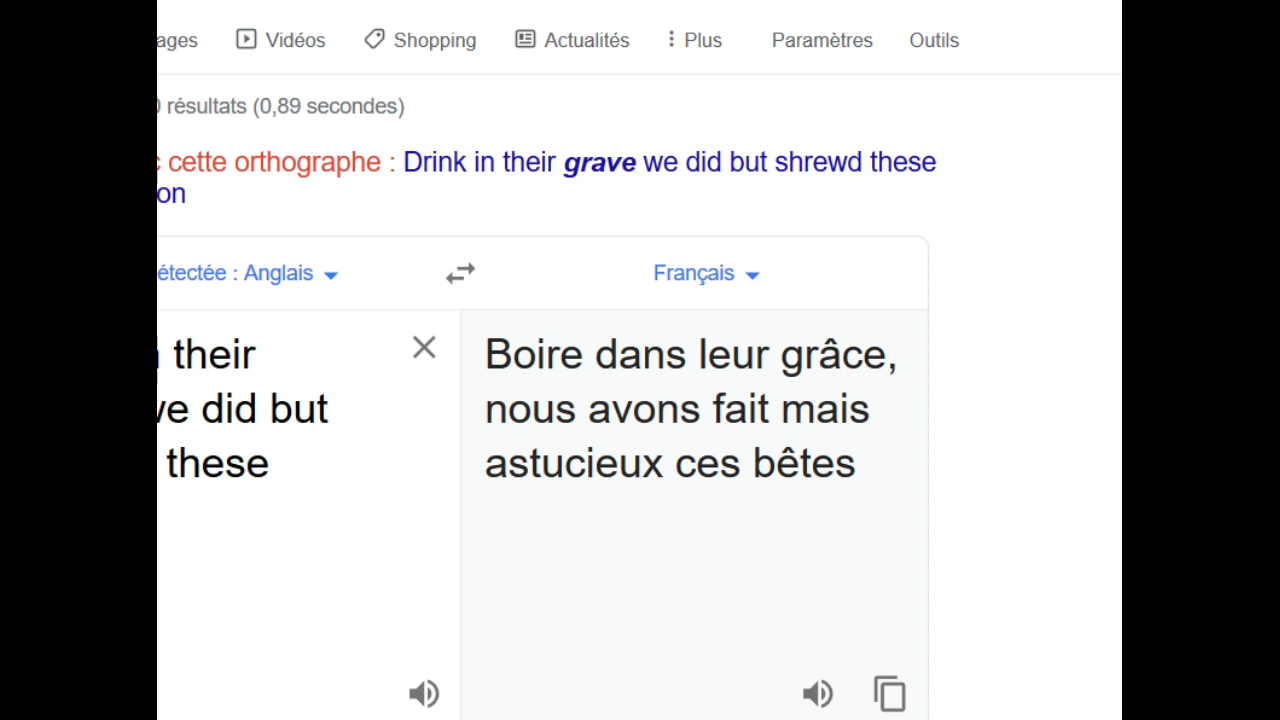 ages Vidéos Shopping Actualités Plus Paramètres Outils
résultats (0,89 secondes)
cette orthographe : Drink in their grave we did but shrewd these
on
étectée : Anglais Français
their
we did but
these
Boire dans leur grâce,
nous avons fait mais
astucieux ces bêtes